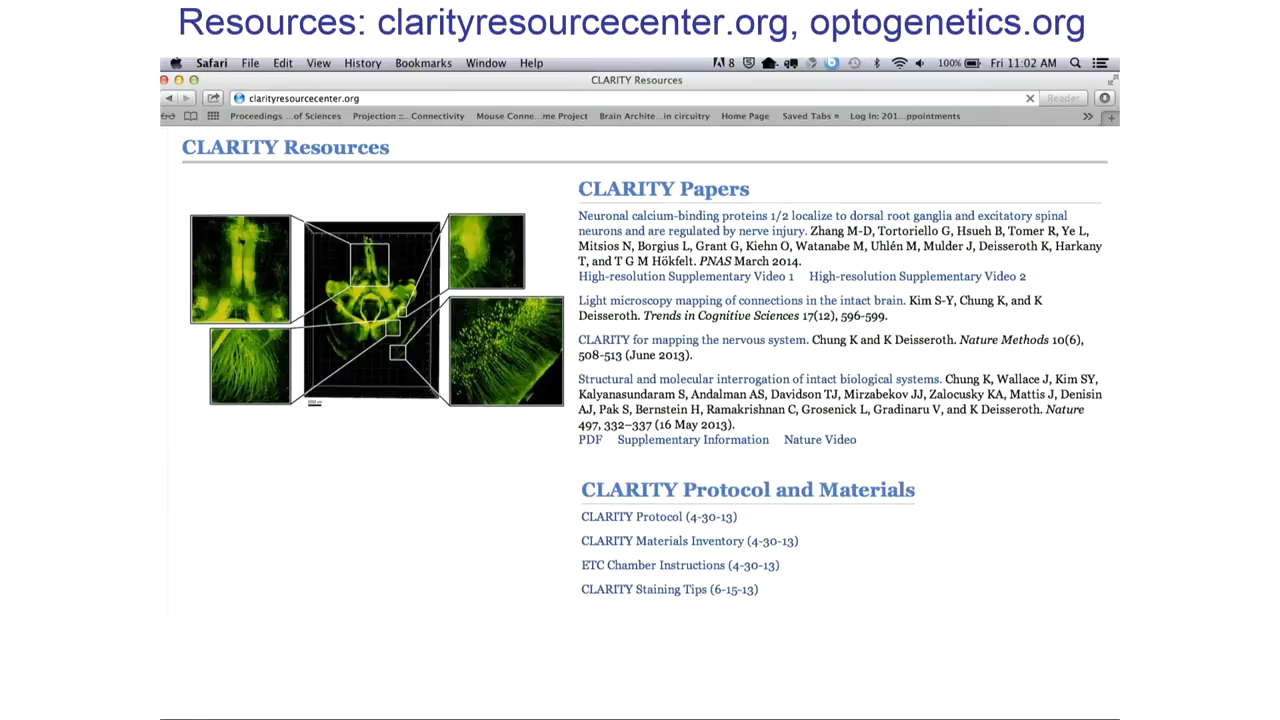 Resources: clarityresourcecenter.org, optogenetics.org
Safari File Edit View History Bookmarks Window Help
8 100% Fri 11:02 AM
CLARITY Resources
clarityresourcecenter.org Reader
Proceedings ...of Sciences Projection ::...Connectivity Mouse Conne...me Project Brain Archite...in circuitry Home Page Saved Tabs Log In: 201...ppointments
CLARITY Resources
CLARITY Papers
Neuronal calcium-binding proteins 1/2 localize to dorsal root ganglia and excitatory spinal
neurons and are regulated by nerve injury. Zhang M-D, Tortoriello G, Hsueh B, Tomer R, Ye L,
Mitsios N, Borgius L, Grant G, Kiehn O, Watanabe M, Uhlén M, Mulder J, Deisseroth K, Harkany
T, and T G M Hökfelt. PNAS March 2014.
High-resolution Supplementary Video 1 High-resolution Supplementary Video 2
Light microscopy mapping of connections in the intact brain. Kim S-Y, Chung K, and K
Deisseroth. Trends in Cognitive Sciences 17(12), 596-599.
CLARITY for mapping the nervous system. Chung K and K Deisseroth. Nature Methods 10(6),
508-513 (June 2013).
Structural and molecular interrogation of intact biological systems. Chung K, Wallace J, Kim SY,
Kalyanasundaram S, Andalman AS, Davidson TJ, Mirzabekov JJ, Zalocusky KA, Mattis J, Denisin
AJ, Pak S, Bernstein H, Ramakrishnan C, Grosenick L, Gradinaru V, and K Deisseroth. Nature
497, 332–337 (16 May 2013).
PDF Supplementary Information Nature Video
CLARITY Protocol and Materials
CLARITY Protocol (4-30-13)
CLARITY Materials Inventory (4-30-13)
ETC Chamber Instructions (4-30-13)
CLARITY Staining Tips (6-15-13)